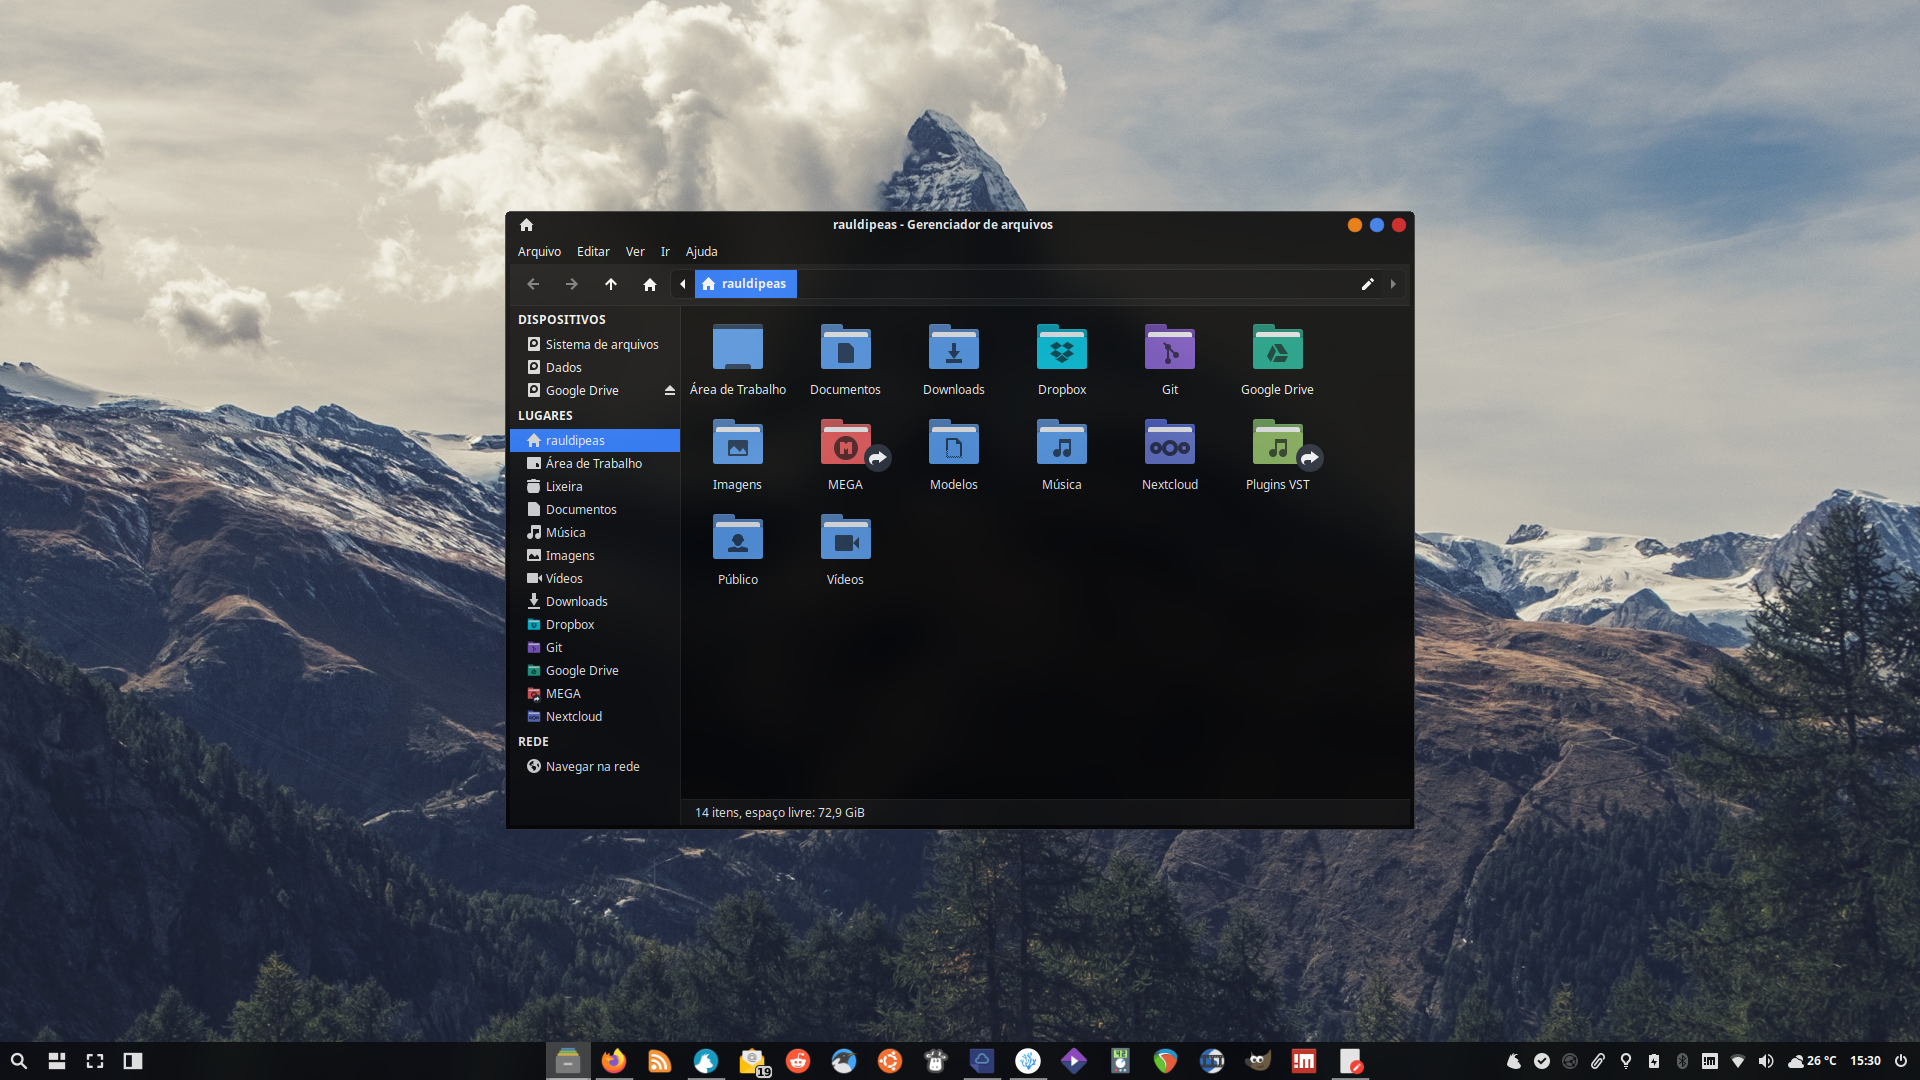 rauldipeas - Gerenciador de arquivos
Arquivo Editar Ver Ir Ajuda
rauldipeas
DISPOSITIVOS
Sistema de arquivos
Dados
Google Drive
LUGARES
rauldipeas
Área de Trabalho
Lixeira
Documentos
Música
Imagens
Vídeos
Downloads
Dropbox
Git
Google Drive
MEGA
Nextcloud
REDE
Navegar na rede
Área de Trabalho Documentos Downloads Dropbox Git Google Drive
Imagens MEGA Modelos Música Nextcloud Plugins VST
Público Vídeos
14 itens, espaço livre: 72,9 GiB
19
26 °C 15:30